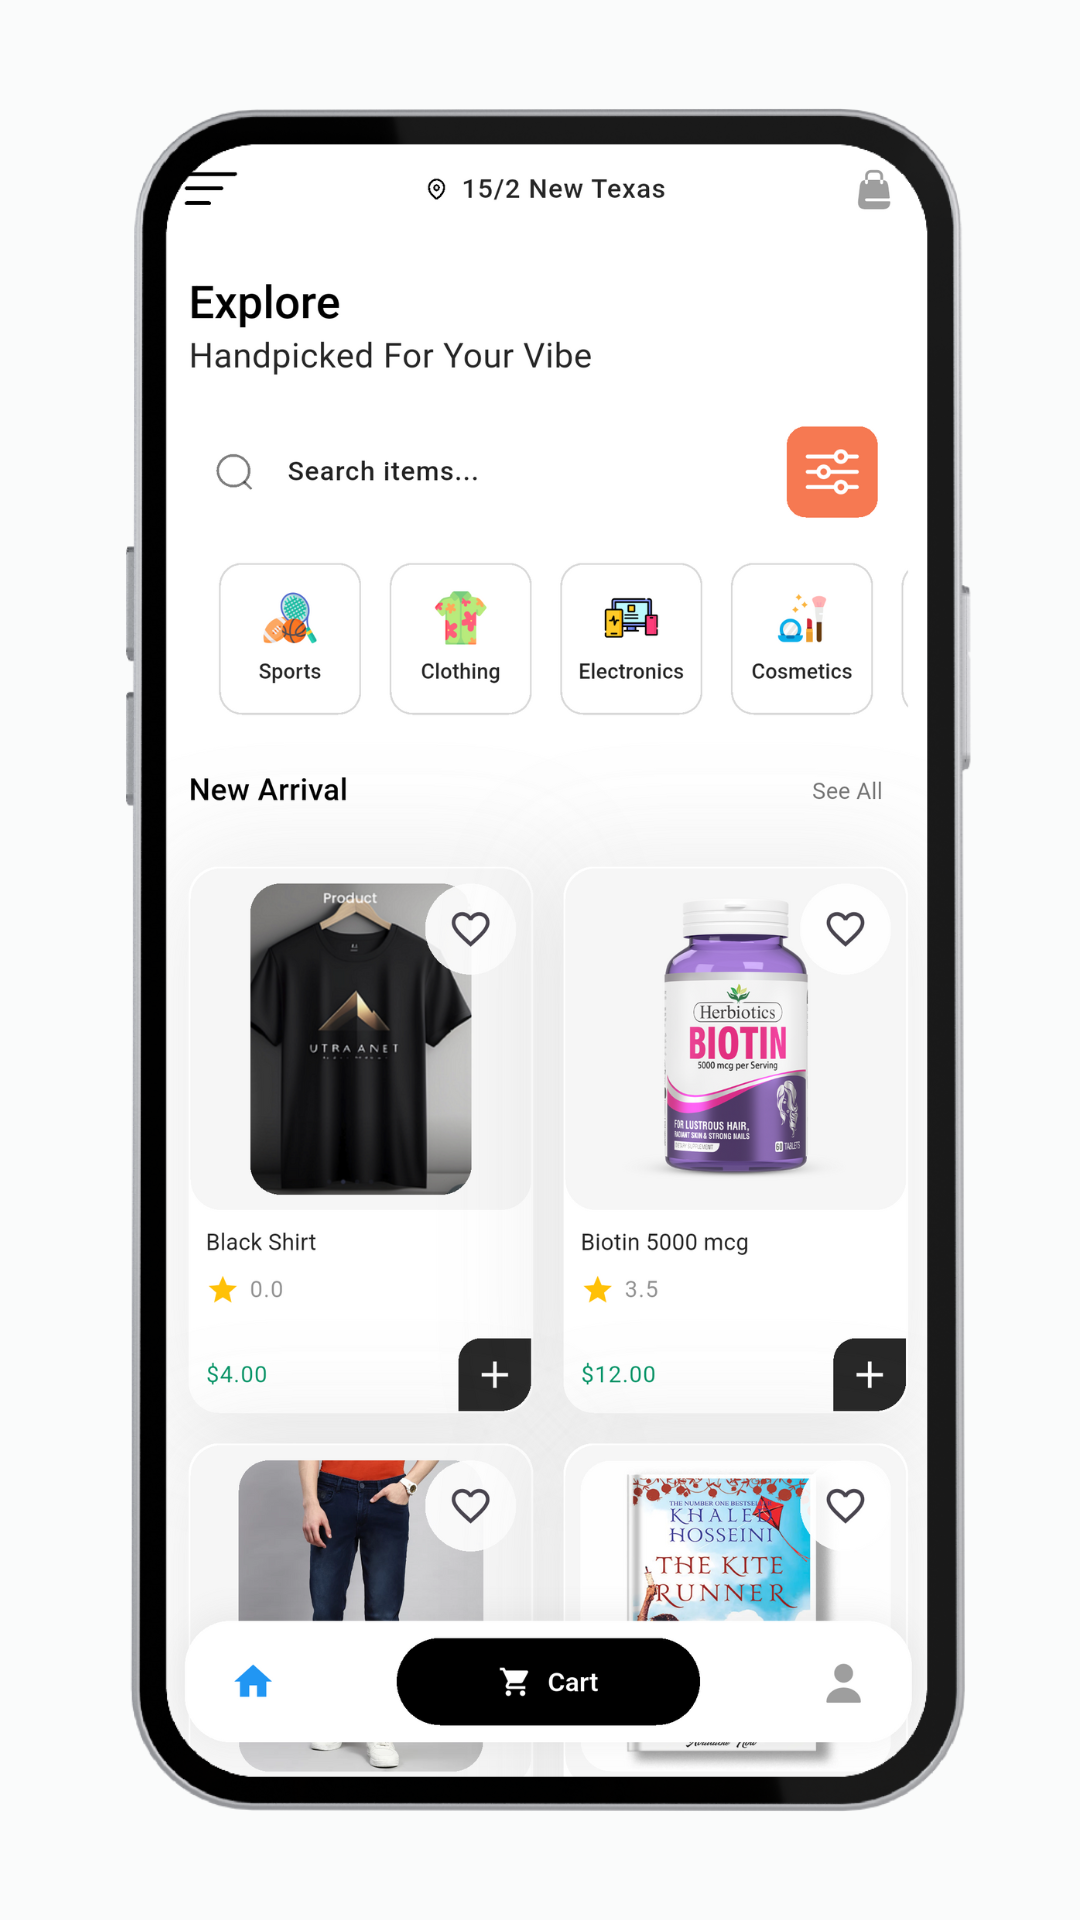 15/2 New Texas
Explore
Handpicked For Your Vibe
Search items...
Sports
Clothing
Electronics
Cosmetics
New Arrival
See All
Product
UTRA ANET
Herbiotics
BIOTIN
5000 mcg per Serving
FOR LUSTROUS HAIR,
RADIANT SKIN & STRONG NAILS
60 TABLETS
Black Shirt
Biotin 5000 mcg
0.0
3.5
$4.00
$12.00
THE NUMBER ONE BESTSEL
KHALED
HOSSEINI
THE KITE
RUNNER
Cart